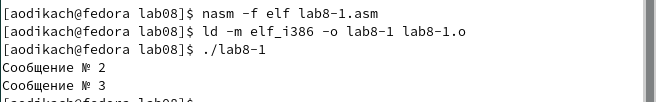 [aodikach@fedora lab08]$ nasm -f elf lab8-1.asm
[aodikach@fedora lab08]$ ld -m elf_i386 -o lab8-1 lab8-1.o
[aodikach@fedora lab08]$ ./lab8-1
Сообщение № 2
Сообщение № 3
[aodikach@fedora lab08]$